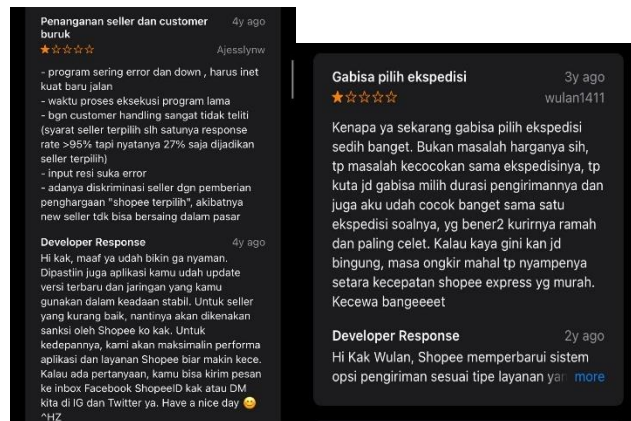 Penanganan seller dan customer 4y ago
buruk
Ajesslynw
- program sering error dan down , harus inet
kuat baru jalan
- waktu proses eksekusi program lama
- bgn customer handling sangat tidak teliti
(syarat seller terpilih slh satunya response
rate >95% tapi nyatanya 27% saja dijadikan
seller terpilih)
- input resi suka error
- adanya diskriminasi seller dgn pemberian
penghargaan "shopee terpilih", akibatnya
new seller tdk bisa bersaing dalam pasar
Developer Response 4y ago
Hi kak, maaf ya udah bikin ga nyaman.
Dipastiin juga aplikasi kamu udah update
versi terbaru dan jaringan yang kamu
gunakan dalam keadaan stabil. Untuk seller
yang kurang baik, nantinya akan dikenakan
sanksi oleh Shopee ko kak. Untuk
kedepannya, kami akan maksimalin performa
aplikasi dan layanan Shopee biar makin kece.
Kalau ada pertanyaan, kamu bisa kirim pesan
ke inbox Facebook ShopeeID kak atau DM
kita di IG dan Twitter ya. Have a nice day 😊
^HZ
Gabisa pilih ekspedisi 3y ago
wulan1411
Kenapa ya sekarang gabisa pilih ekspedisi
sedih banget. Bukan masalah harganya sih,
tp masalah kecocokan sama ekspedisinya, tp
kuta jd gabisa milih durasi pengirimannya dan
juga aku udah cocok banget sama satu
ekspedisi soalnya, yg bener2 kurirnya ramah
dan paling celet. Kalau kaya gini kan jd
bingung, masa ongkir mahal tp nyampenya
setara kecepatan shopee express yg murah.
Kecewa bangeeeet
Developer Response 2y ago
Hi Kak Wulan, Shopee memperbarui sistem
opsi pengiriman sesuai tipe layanan yan more